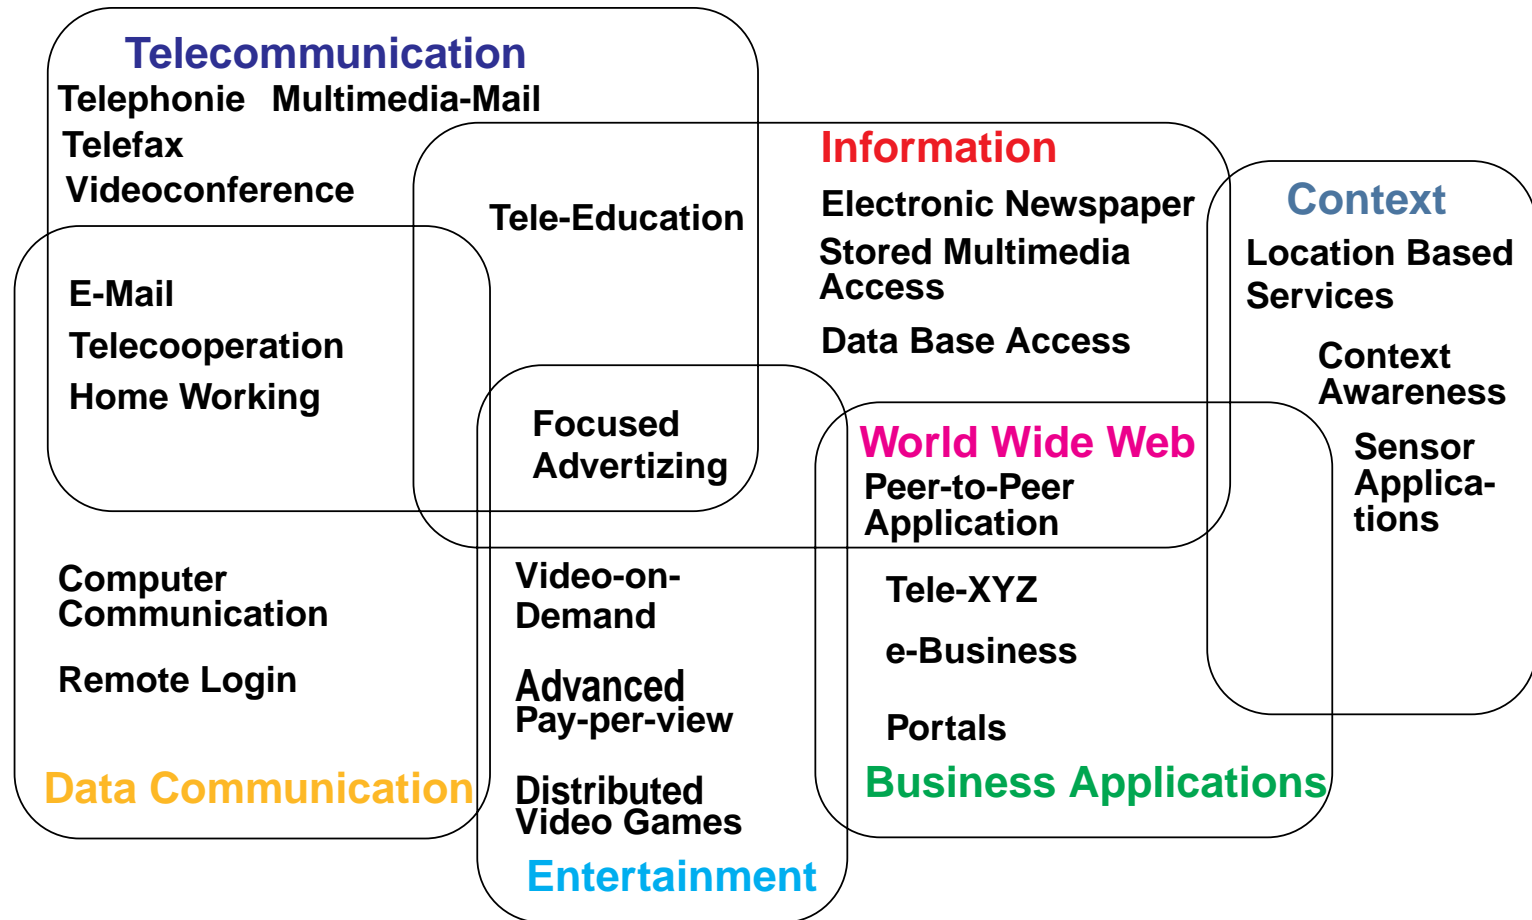 Telecommunication
Telephonie Multimedia-Mail
Telefax
Videoconference
Tele-Education
E-Mail
Telecooperation
Home Working
Focused
Advertizing
Information
Electronic Newspaper
Stored Multimedia
Access
Data Base Access
Context
Location Based
Services
Context
Awareness
Sensor
Applica-
tions
World Wide Web
Peer-to-Peer
Application
Computer
Communication
Remote Login
Data Communication
Video-on-
Demand
Advanced
Pay-per-view
Distributed
Video Games
Entertainment
Tele-XYZ
e-Business
Portals
Business Applications